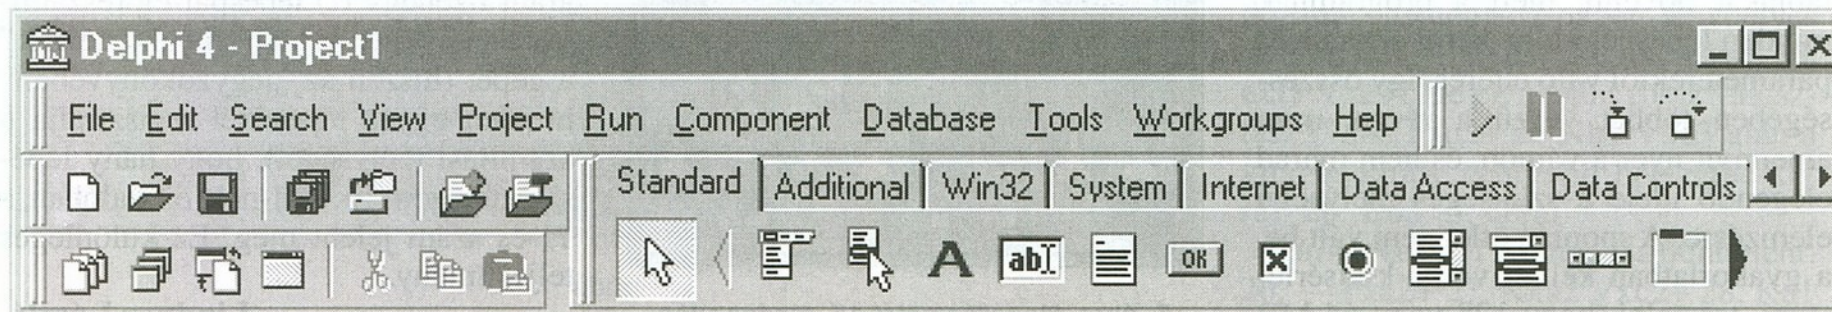 Delphi 4 - Project1
File Edit Search View Project Run Component Database Tools Workgroups Help
Standard Additional Win32 System Internet Data Access Data Controls
A ab OK